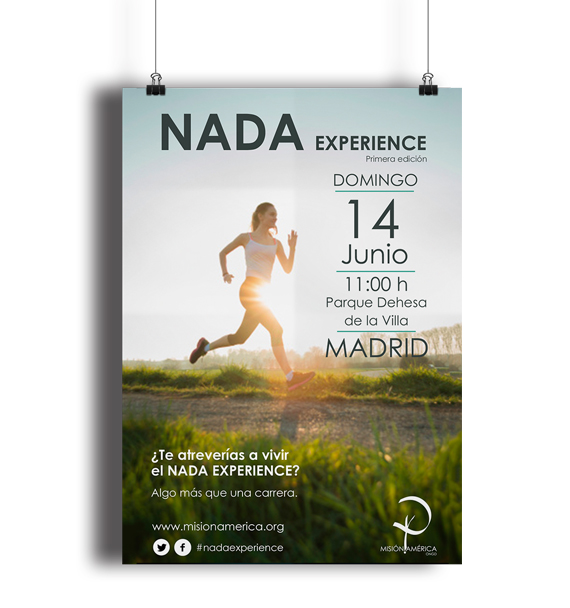 NADA EXPERIENCE
Primera edición
DOMINGO
14
Junio
11:00 h
Parque Dehesa
de la Villa
MADRID
¿Te atreverías a vivir
el NADA EXPERIENCE?
Algo más que una carrera.
www.misionamerica.org
#nadaexperience
MISIÓN AMÉRICA
ONGD